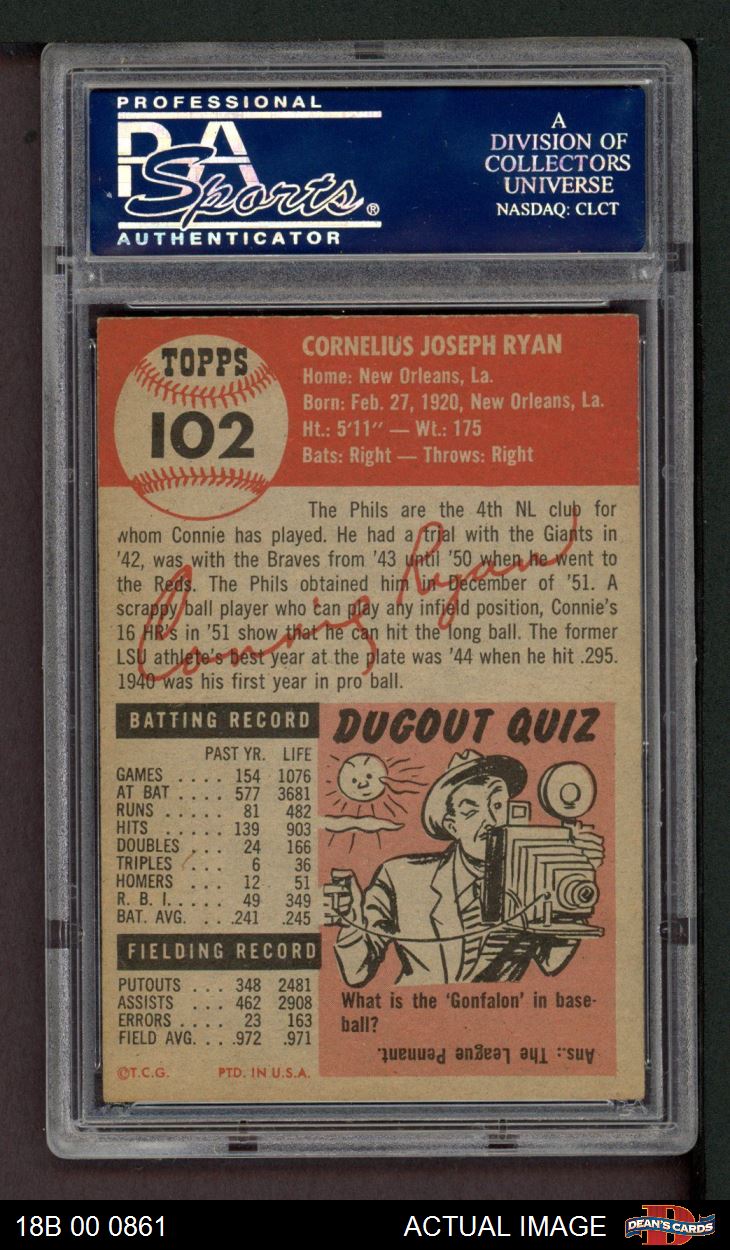 PROFESSIONAL
PSA
Sports®
AUTHENTICATOR
A
DIVISION OF
COLLECTORS
UNIVERSE
NASDAQ: CLCT
TOPPS
102
CORNELIUS JOSEPH RYAN
Home: New Orleans, La.
Born: Feb. 27, 1920, New Orleans, La.
Ht.: 5'11" — Wt.: 175
Bats: Right — Throws: Right
The Phils are the 4th NL club for
whom Connie has played. He had a trial with the Giants in
'42, was with the Braves from '43 until '50 when he went to
the Reds. The Phils obtained him in December of '51. A
scrappy ball player who can play any infield position, Connie's
16 HR's in '51 show that he can hit the long ball. The former
LSU athlete's best year at the plate was '44 when he hit .295.
1940 was his first year in pro ball.
Connie Ryan
BATTING RECORD
PAST YR. LIFE
GAMES .... 154 1076
AT BAT .... 577 3681
RUNS ..... 81 482
HITS ..... 139 903
DOUBLES .... 24 166
TRIPLES .... 6 36
HOMERS .... 12 51
R. B. I. .... 49 349
BAT. AVG. ... .241 .245
FIELDING RECORD
PUTOUTS ... 348 2481
ASSISTS ... 462 2908
ERRORS .... 23 163
FIELD AVG. ... .972 .971
©T.C.G. PTD. IN U.S.A.
DUGOUT QUIZ
What is the 'Gonfalon' in base-
ball?
Ans.: The League Pennant.
18B 00 0861
ACTUAL IMAGE
DEAN'S CARDS